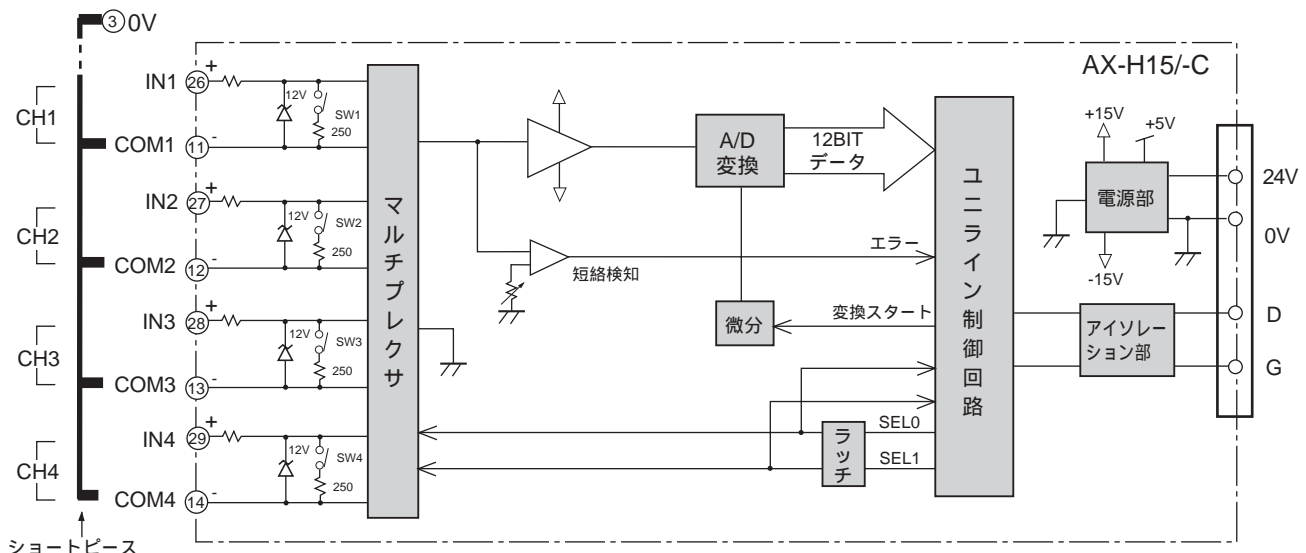 ③ 0V
AX-H15/-C
CH1
IN1 26 +
12V
SW1
250
COM1 11 -
CH2
IN2 27 +
12V
SW2
250
COM2 12 -
CH3
IN3 28 +
12V
SW3
250
COM3 13 -
CH4
IN4 29 +
12V
SW4
250
COM4 14 -
ショートピース
マルチプレクサ
A/D
変換
12BIT
データ
短絡検知
エラー
微分
変換スタート
ラッチ
SEL0
SEL1
ユニライン制御回路
+15V
+5V
電源部
-15V
アイソレー
ション部
24V
0V
D
G